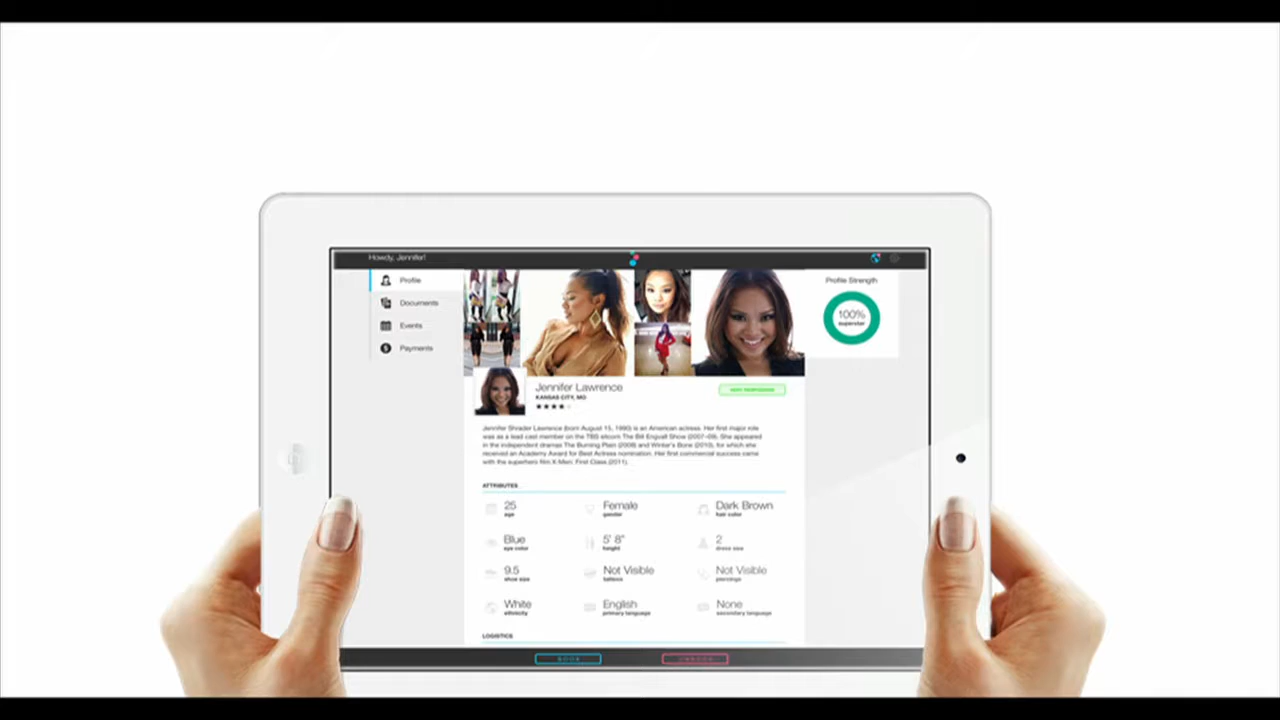 Howdy, Jennifer!
Profile
Documents
Events
Payments
Profile Strength
100%
superstar
Jennifer Lawrence
KANSAS CITY, MO
Jennifer Shrader Lawrence (born August 15, 1990) is an American actress. Her first major role
was as a lead cast member on the TBS sitcom The Bill Engvall Show (2007–09). She appeared
in the independent dramas The Burning Plain (2008) and Winter's Bone (2010), for which she
received an Academy Award for Best Actress nomination. Her first commercial success came
with the superhero film X-Men: First Class (2011).
ATTRIBUTES
25 Female Dark Brown
age gender hair color
Blue 5' 8" 2
eye color height dress size
9.5 Not Visible Not Visible
shoe size tattoos piercings
White English None
ethnicity primary language secondary language
LOGISTICS
BOOK